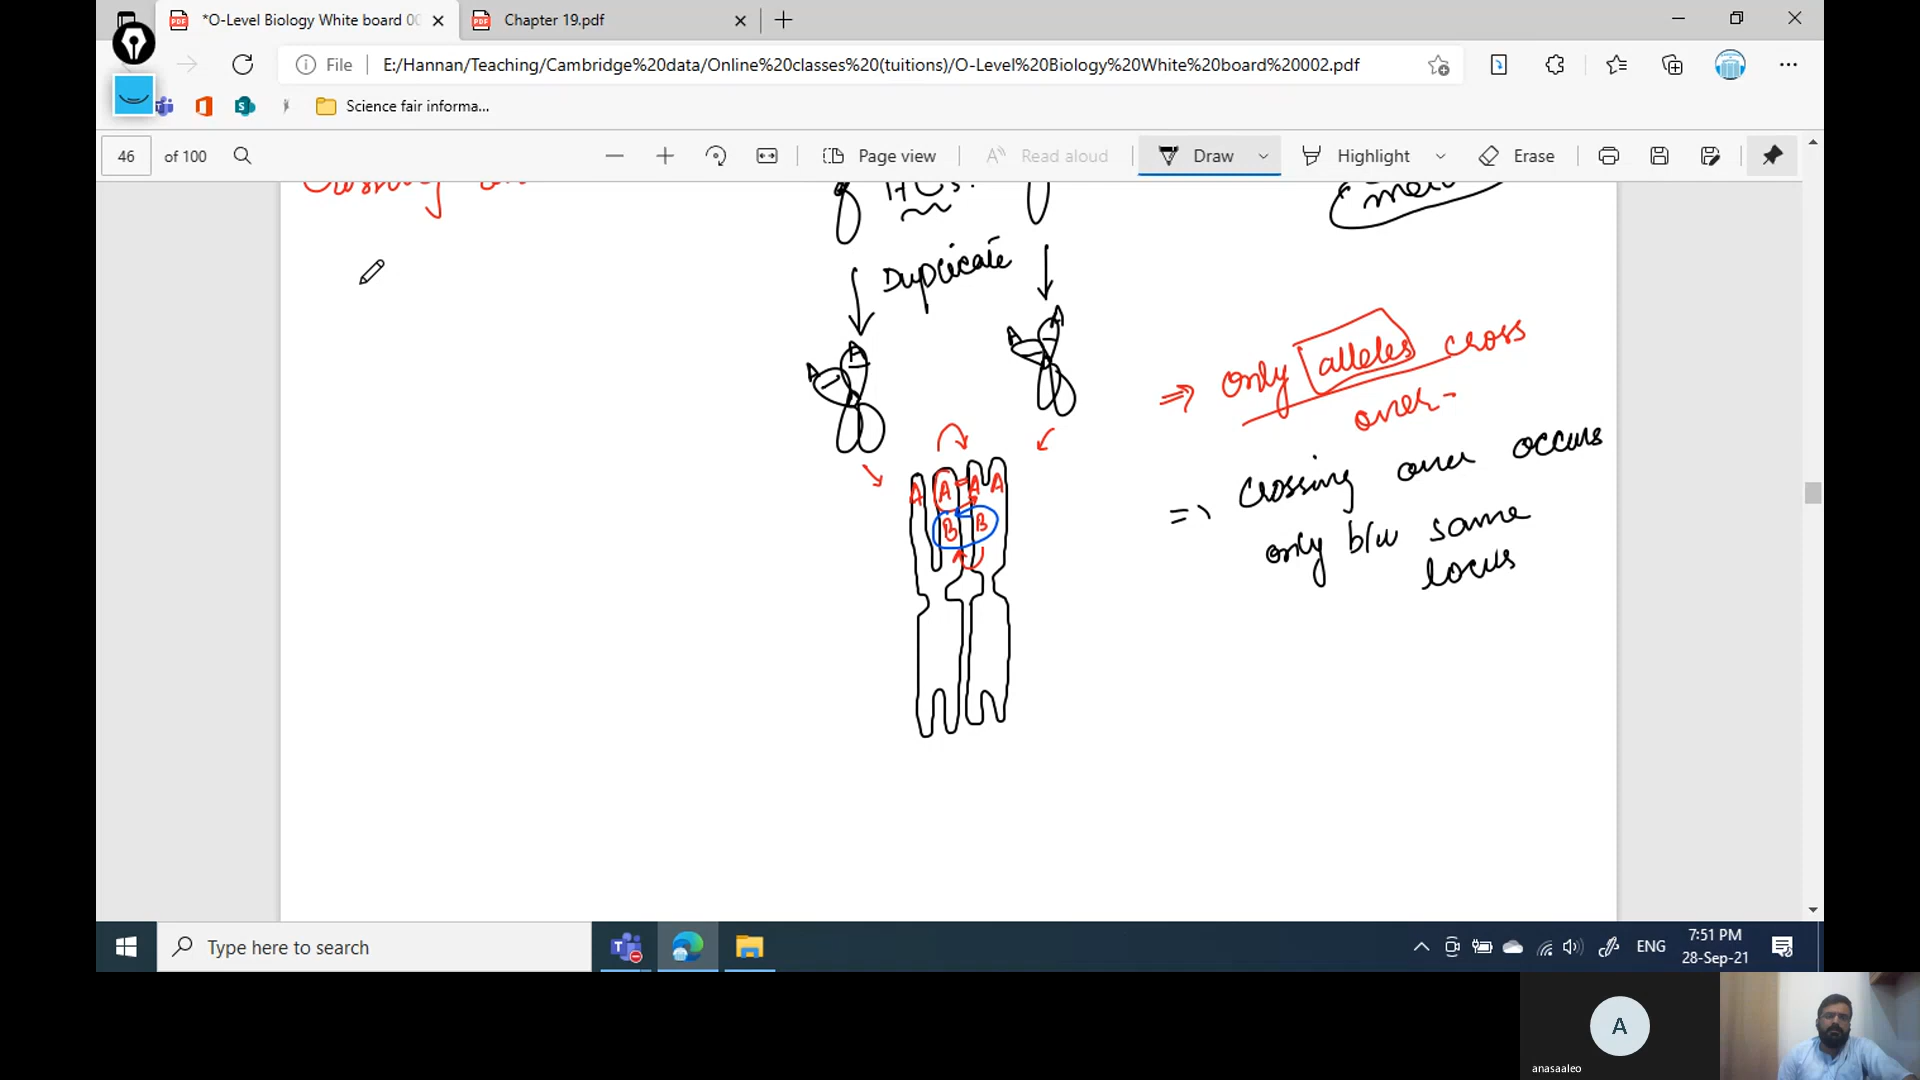 *O-Level Biology White board 00
Chapter 19.pdf
File
E:/Hannan/Teaching/Cambridge%20data/Online%20classes%20(tuitions)/O-Level%20Biology%20White%20board%20002.pdf
Science fair informa...
46 of 100
Page view
Read aloud
Draw
Highlight
Erase
Crossing
HCs.
Duplicate
A A
A A
A A A A
B B
=> only alleles cross
over-
=> crossing over occurs
only b/w same
locus
Type here to search
ENG
7:51 PM
28-Sep-21
A
anasaaleo